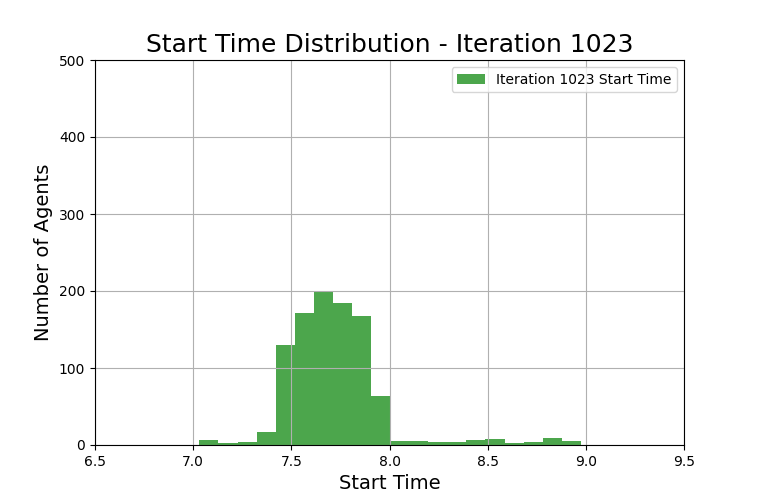 Start Time Distribution - Iteration 1023
Iteration 1023 Start Time
500
400
300
200
100
0
Number of Agents
6.5 7.0 7.5 8.0 8.5 9.0 9.5
Start Time